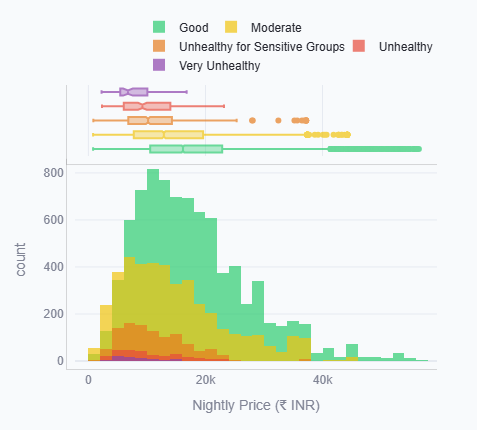 Good Moderate
Unhealthy for Sensitive Groups Unhealthy
Very Unhealthy
800
600
400
200
0
count
0 20k 40k
Nightly Price (₹ INR)